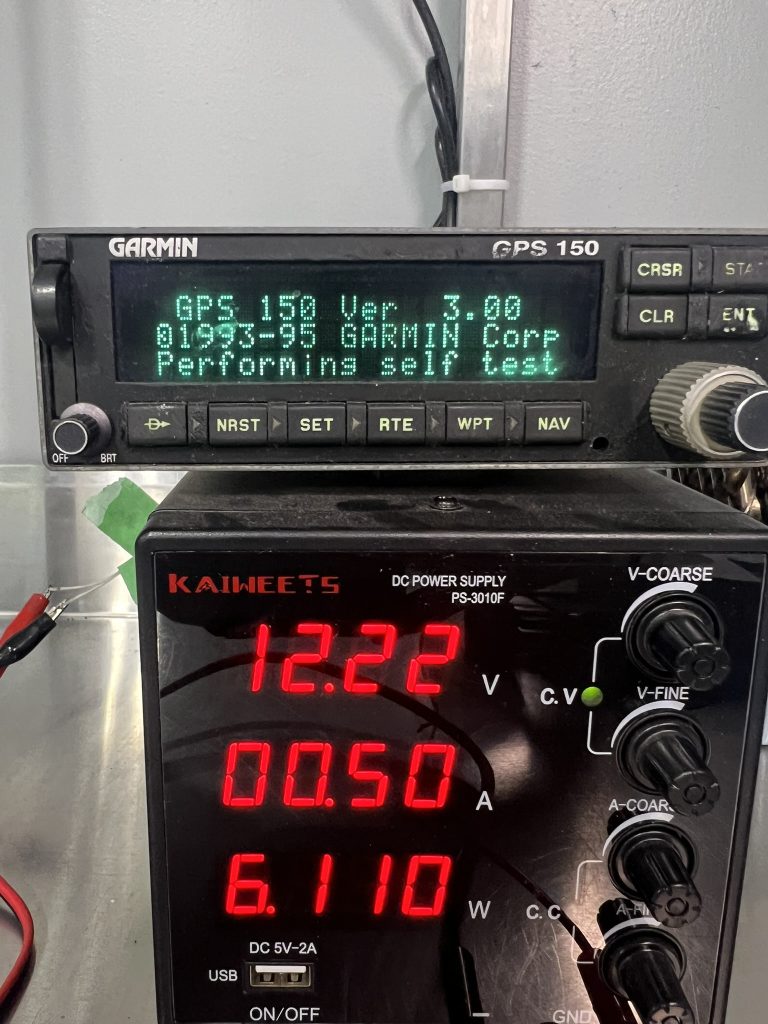 GARMIN
GPS 150
CRSR
STAT
GPS 150 Ver 3.00
©1993-95 GARMIN Corp
Performing self test
CLR
ENT
D
NRST
SET
RTE
WPT
NAV
OFF
BRT
KAIWEETS
DC POWER SUPPLY
PS-3010F
V-COARSE
12.22 V
C.V
V-FINE
00.50 A
A-COAR
6.110 W
C.C
A-FI
DC 5V-2A
USB
ON/OFF
GND